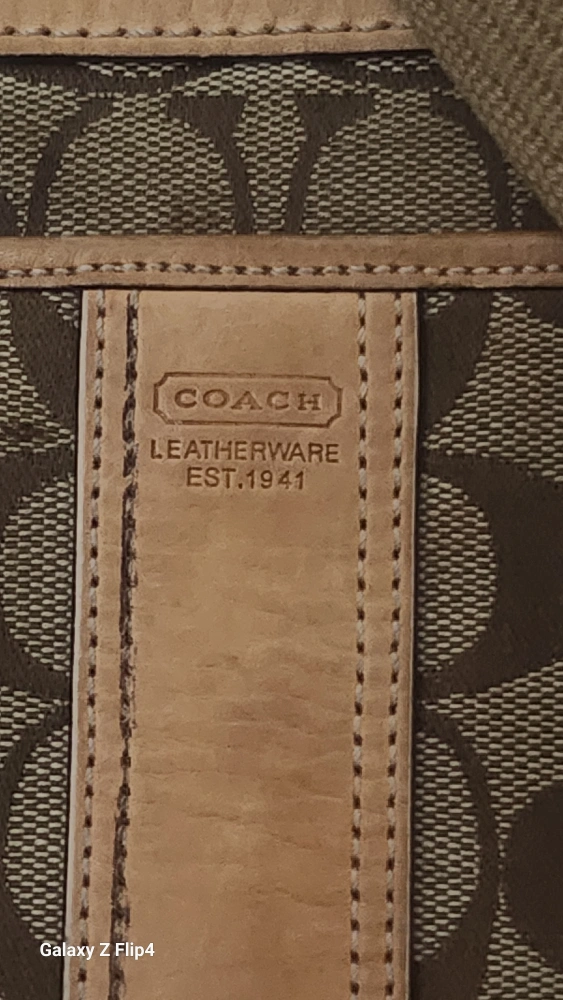 COACH
LEATHERWARE
EST.1941
Galaxy Z Flip4